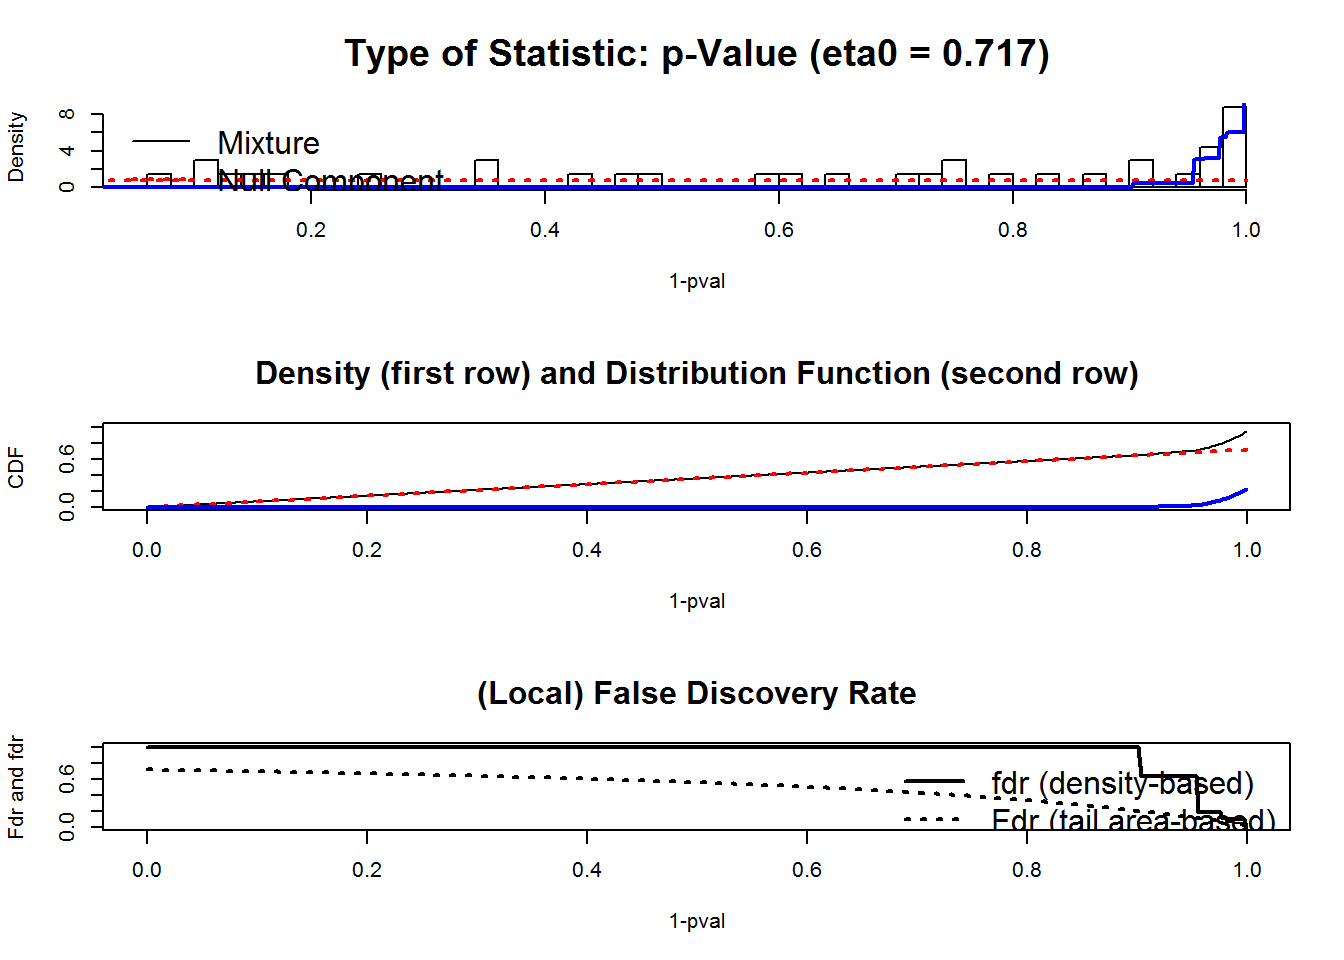 Type of Statistic: p-Value (eta0 = 0.717)
Density
8
4
0
Mixture
Null Component
0.2 0.4 0.6 0.8 1.0
1-pval
Density (first row) and Distribution Function (second row)
CDF
0.6
0.0
0.0 0.2 0.4 0.6 0.8 1.0
1-pval
(Local) False Discovery Rate
Fdr and fdr
0.6
0.0
fdr (density-based)
Fdr (tail area-based)
0.0 0.2 0.4 0.6 0.8 1.0
1-pval